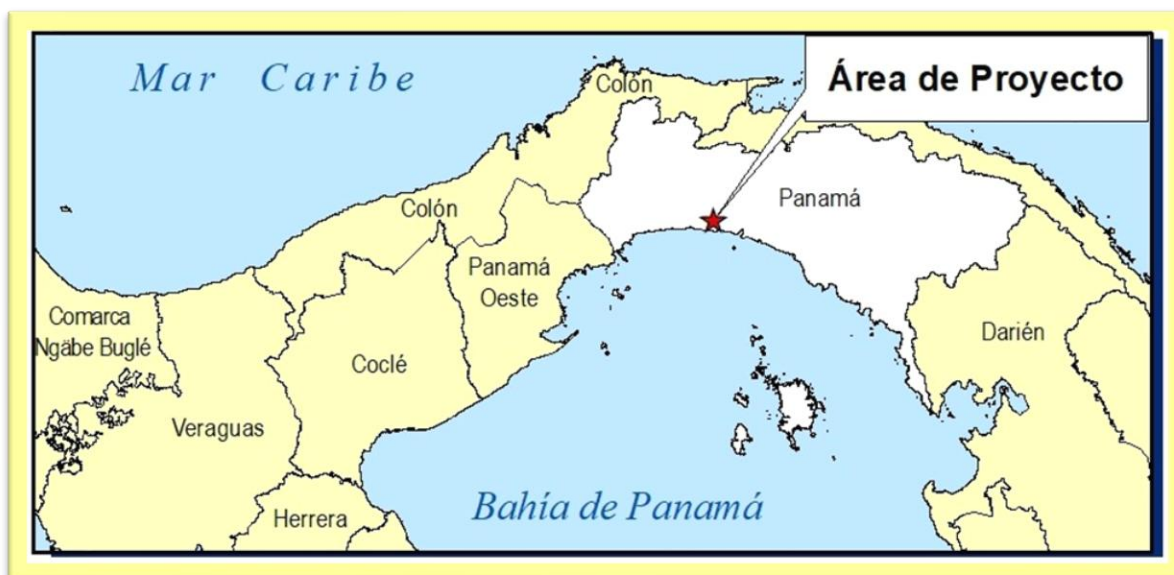 Mar Caribe
Colón
Área de Proyecto
Panamá
Colón
Panamá
Oeste
Comarca
Ngäbe Buglé
Darién
Coclé
Veraguas
Bahía de Panamá
Herrera